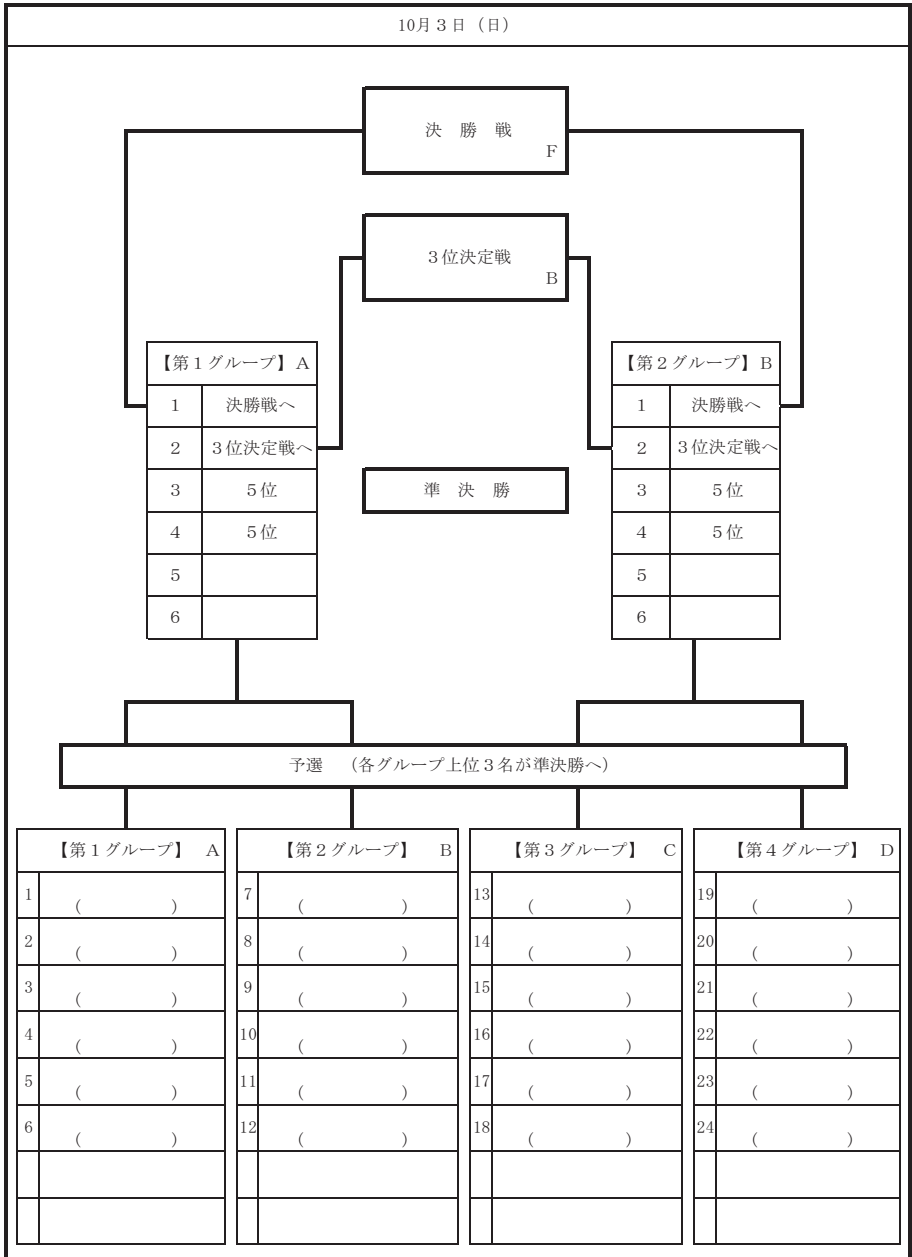 10月３日（日）
決　勝　戦
F
３位決定戦
B
【第１グループ】A
1 決勝戦へ
2 ３位決定戦へ
3 ５位
4 ５位
5
6
【第２グループ】B
1 決勝戦へ
2 ３位決定戦へ
3 ５位
4 ５位
5
6
準　決　勝
予選　（各グループ上位３名が準決勝へ）
【第１グループ】　A
1 （　　　　　）
2 （　　　　　）
3 （　　　　　）
4 （　　　　　）
5 （　　　　　）
6 （　　　　　）
【第２グループ】　B
7 （　　　　　）
8 （　　　　　）
9 （　　　　　）
10 （　　　　　）
11 （　　　　　）
12 （　　　　　）
【第３グループ】　C
13 （　　　　　）
14 （　　　　　）
15 （　　　　　）
16 （　　　　　）
17 （　　　　　）
18 （　　　　　）
【第４グループ】　D
19 （　　　　　）
20 （　　　　　）
21 （　　　　　）
22 （　　　　　）
23 （　　　　　）
24 （　　　　　）